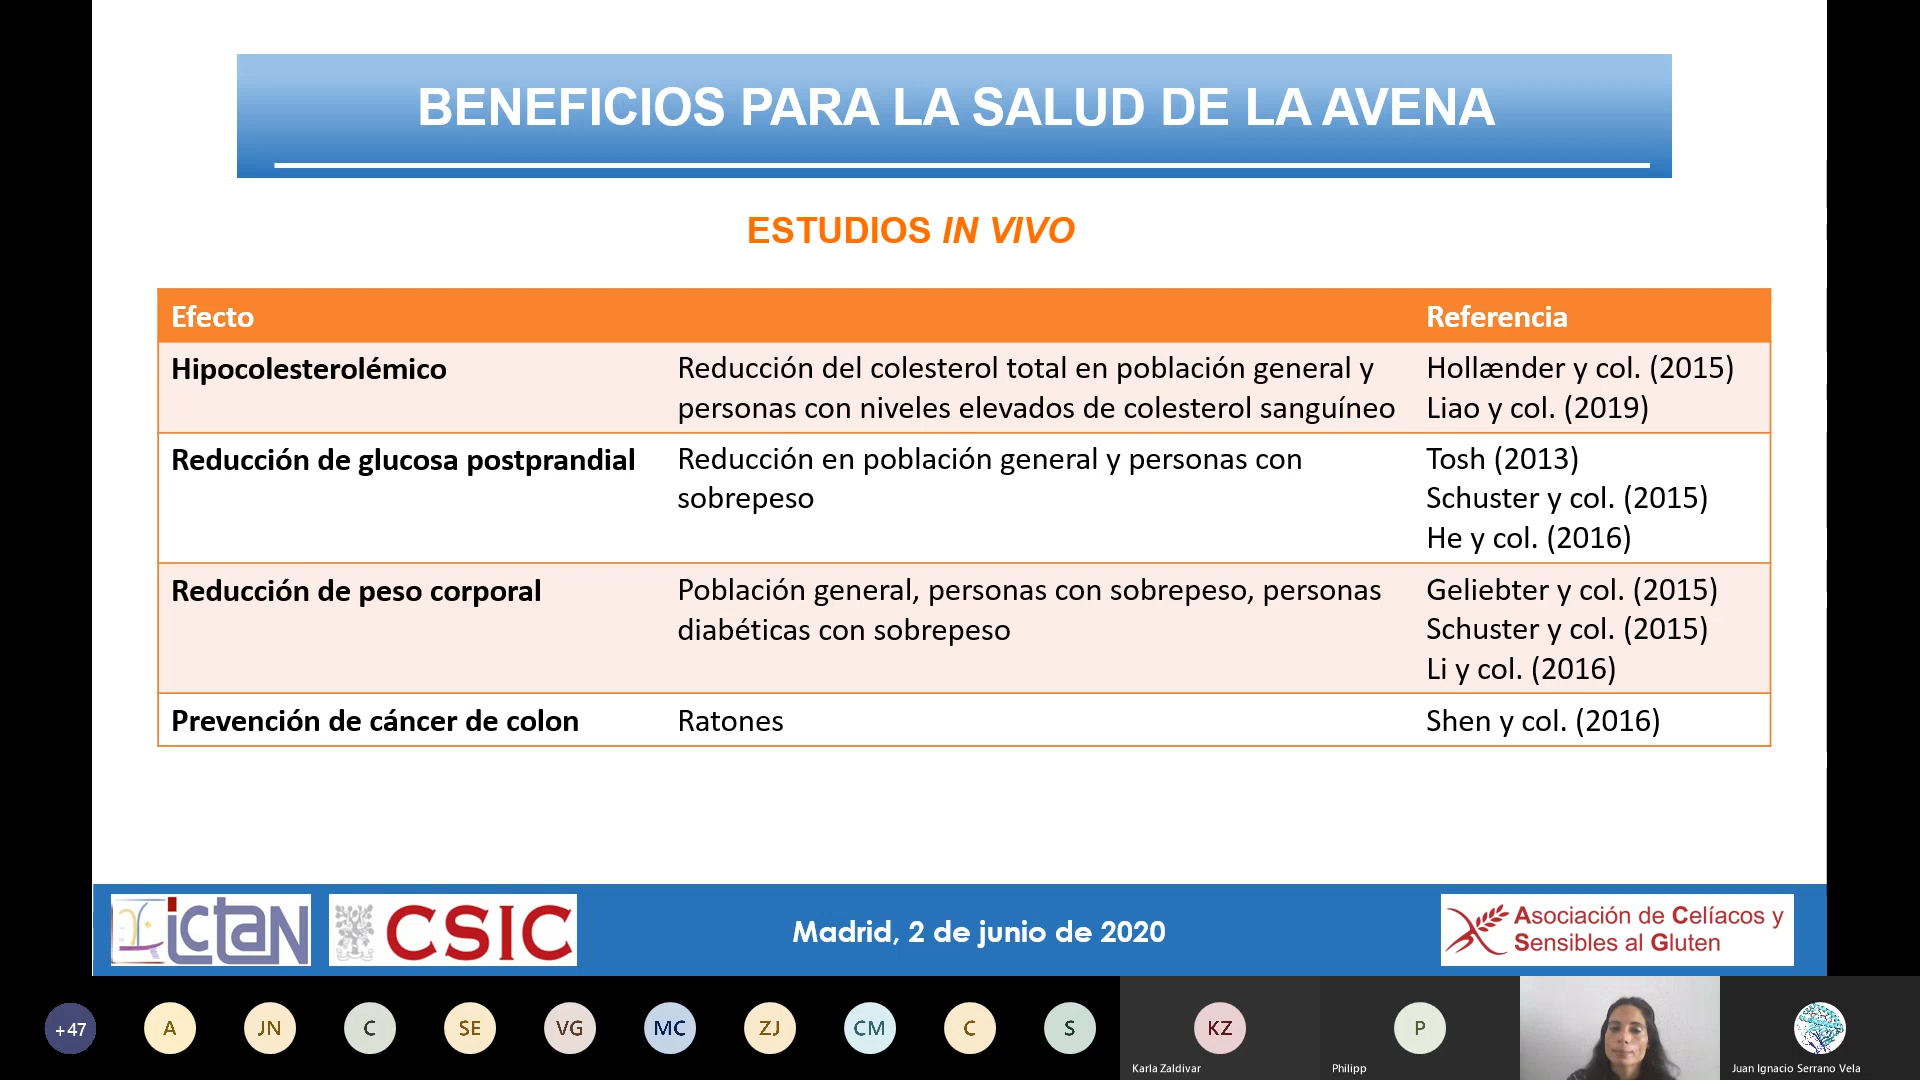 BENEFICIOS PARA LA SALUD DE LA AVENA
ESTUDIOS IN VIVO
Efecto
Referencia
Hipocolesterolémico
Reducción del colesterol total en población general y
personas con niveles elevados de colesterol sanguíneo
Hollænder y col. (2015)
Liao y col. (2019)
Reducción de glucosa postprandial
Reducción en población general y personas con
sobrepeso
Tosh (2013)
Schuster y col. (2015)
He y col. (2016)
Reducción de peso corporal
Población general, personas con sobrepeso, personas
diabéticas con sobrepeso
Geliebter y col. (2015)
Schuster y col. (2015)
Li y col. (2016)
Prevención de cáncer de colon
Ratones
Shen y col. (2016)
ictan
CSIC
Madrid, 2 de junio de 2020
Asociación de Celíacos y
Sensibles al Gluten
+47
A
JN
C
SE
VG
MC
ZJ
CM
C
S
KZ
P
Karla Zaldivar
Philipp
Juan Ignacio Serrano Vela